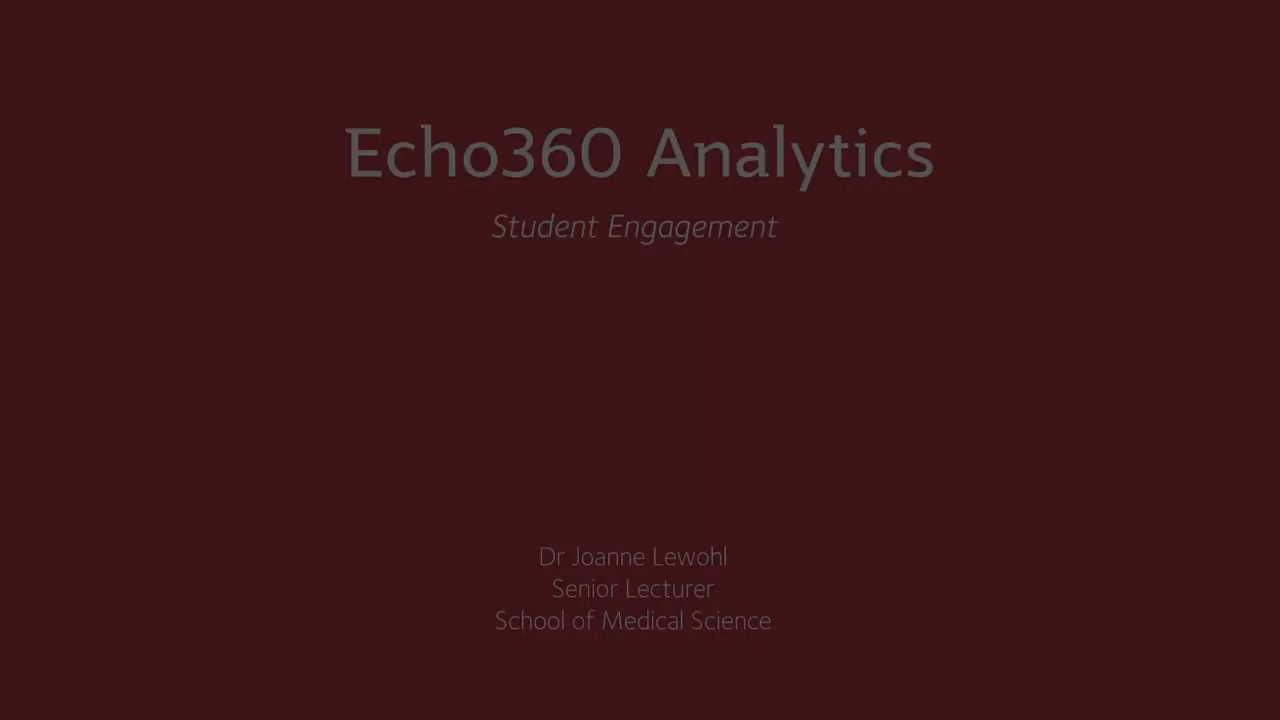 Echo360 Analytics
Student Engagement
Dr Joanne Lewohl
Senior Lecturer
School of Medical Science